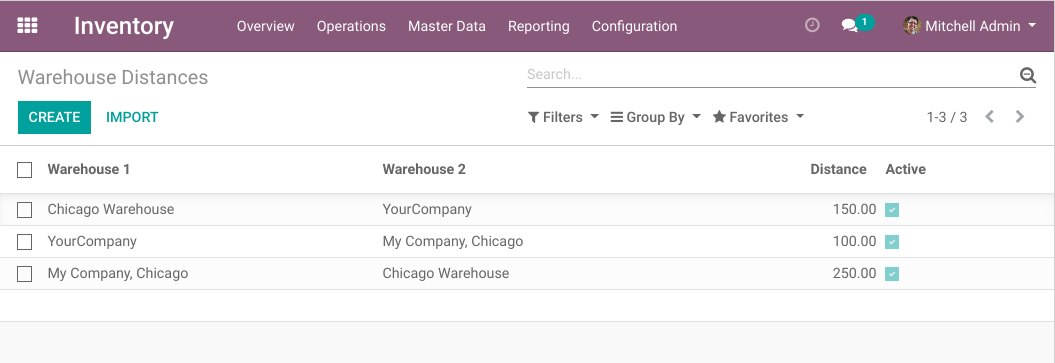 Inventory Overview Operations Master Data Reporting Configuration 1 Mitchell Admin
Warehouse Distances Search...
CREATE IMPORT Filters Group By Favorites 1-3 / 3
Warehouse 1 Warehouse 2 Distance Active
Chicago Warehouse YourCompany 150.00
YourCompany My Company, Chicago 100.00
My Company, Chicago Chicago Warehouse 250.00